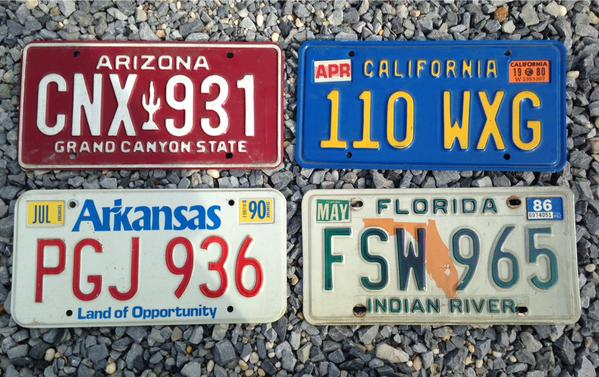 ARIZONA
CNX 931
GRAND CANYON STATE
APR CALIFORNIA CALIFORNIA
19 80
110 WXG
JUL Arkansas 90
PGJ 936
Land of Opportunity
MAY FLORIDA 86
FSW 965
INDIAN RIVER